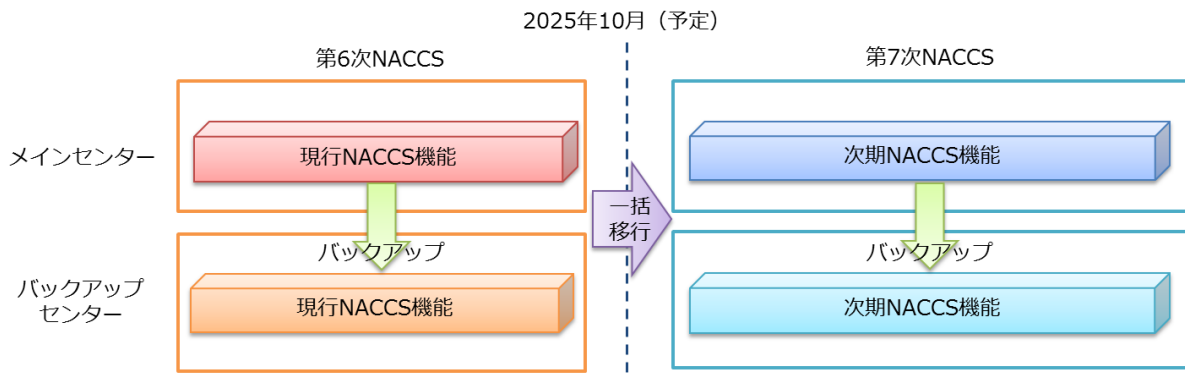 2025年10月（予定）
第6次NACCS
第7次NACCS
メインセンター
現行NACCS機能
次期NACCS機能
一括
移行
バックアップ
バックアップ
バックアップ
センター
現行NACCS機能
次期NACCS機能